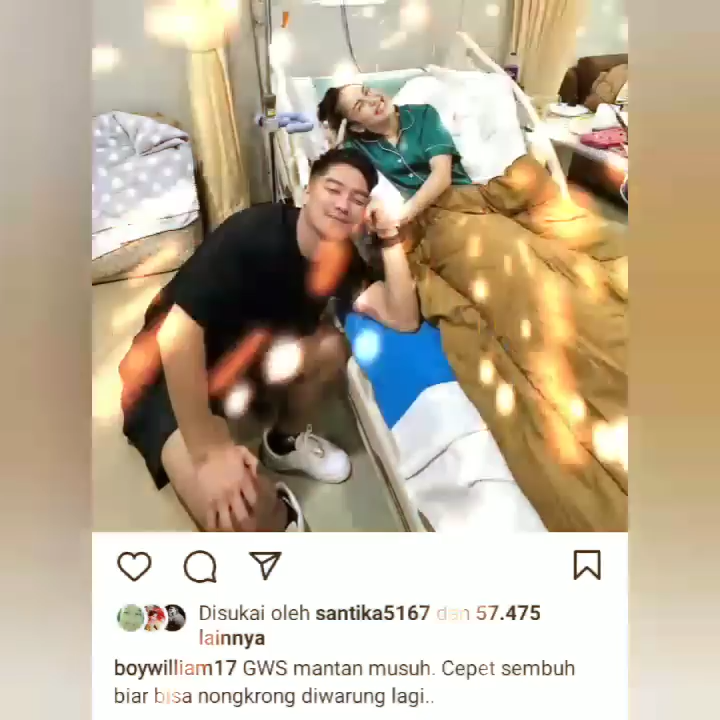 Disukai oleh santika5167 dan 57.475
lainnya
boywilliam17 GWS mantan musuh. Cepet sembuh
biar bisa nongkrong diwarung lagi..